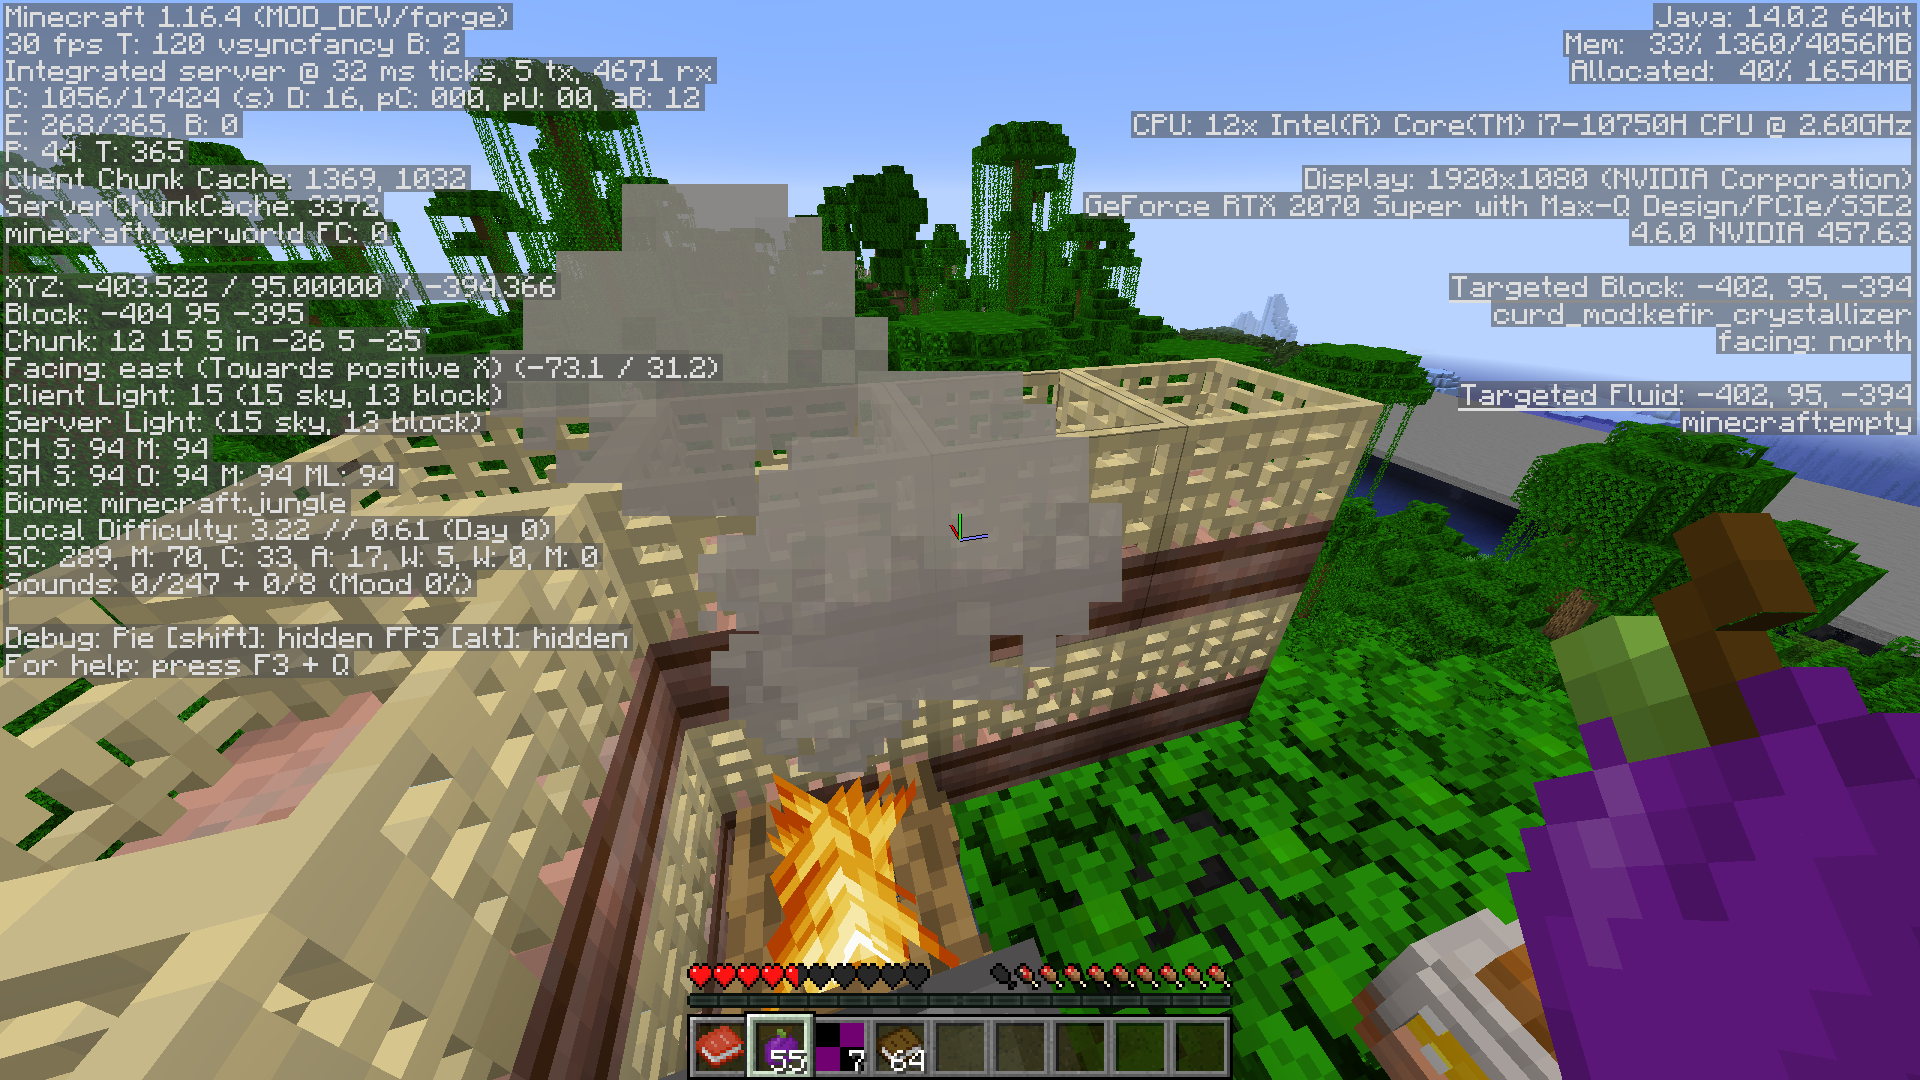 Minecraft 1.16.4 (MOD_DEV/forge)
30 fps T: 120 vsyncfancy B: 2
Integrated server @ 32 ms ticks, 5 tx, 4671 rx
C: 1056/17424 (s) D: 16, pC: 000, pU: 00, aB: 12
E: 268/365, B: 0
P: 44. T: 365
Client Chunk Cache: 1369, 1032
ServerChunkCache: 3372
minecraft:overworld FC: 0
XYZ: -403.522 / 95.00000 / -394.366
Block: -404 95 -395
Chunk: 12 15 5 in -26 5 -25
Facing: east (Towards positive X) (-73.1 / 31.2)
Client Light: 15 (15 sky, 13 block)
Server Light: (15 sky, 13 block)
CH S: 94 M: 94
SH S: 94 O: 94 M: 94 ML: 94
Biome: minecraft:jungle
Local Difficulty: 3.22 // 0.61 (Day 0)
SC: 289, M: 70, C: 33, A: 17, W: 5, W: 0, M: 0
Sounds: 0/247 + 0/8 (Mood 0%)
Debug: Pie [shift]: hidden FPS [alt]: hidden
For help: press F3 + Q
Java: 14.0.2 64bit
Mem: 33% 1360/4056MB
Allocated: 40% 1654MB
CPU: 12x Intel(R) Core(TM) i7-10750H CPU @ 2.60GHz
Display: 1920x1080 (NVIDIA Corporation)
GeForce RTX 2070 Super with Max-Q Design/PCIe/SSE2
4.6.0 NVIDIA 457.63
Targeted Block: -402, 95, -394
curd_mod:kefir_crystallizer
facing: north
Targeted Fluid: -402, 95, -394
minecraft:empty
55
7
64